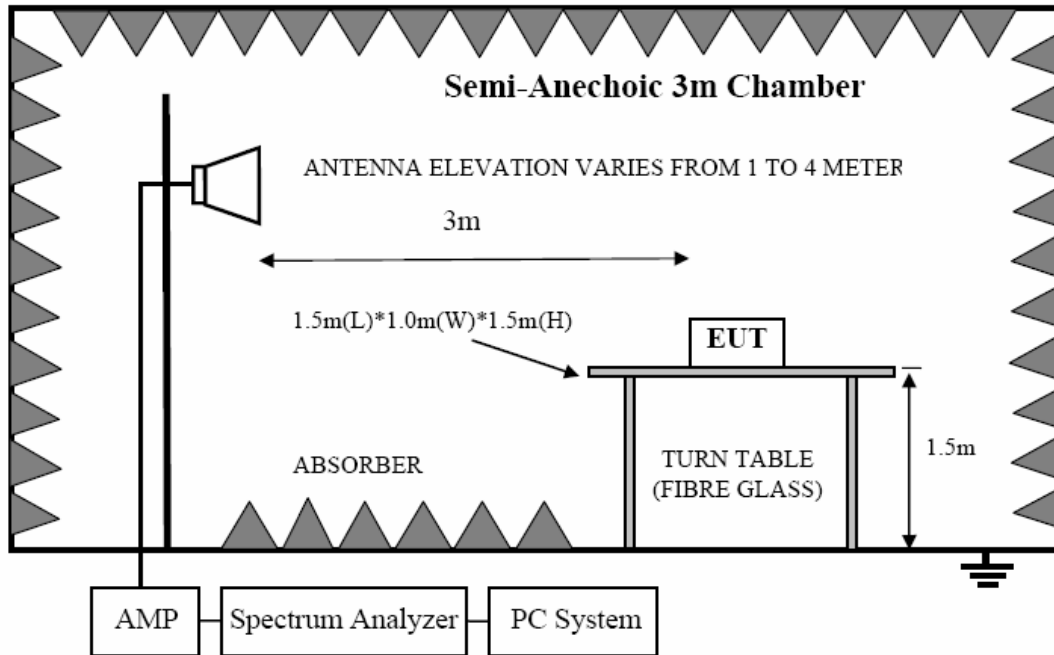 Semi-Anechoic 3m Chamber
ANTENNA ELEVATION VARIES FROM 1 TO 4 METER
3m
1.5m(L)*1.0m(W)*1.5m(H)
EUT
1.5m
ABSORBER
TURN TABLE
(FIBRE GLASS)
AMP
Spectrum Analyzer
PC System